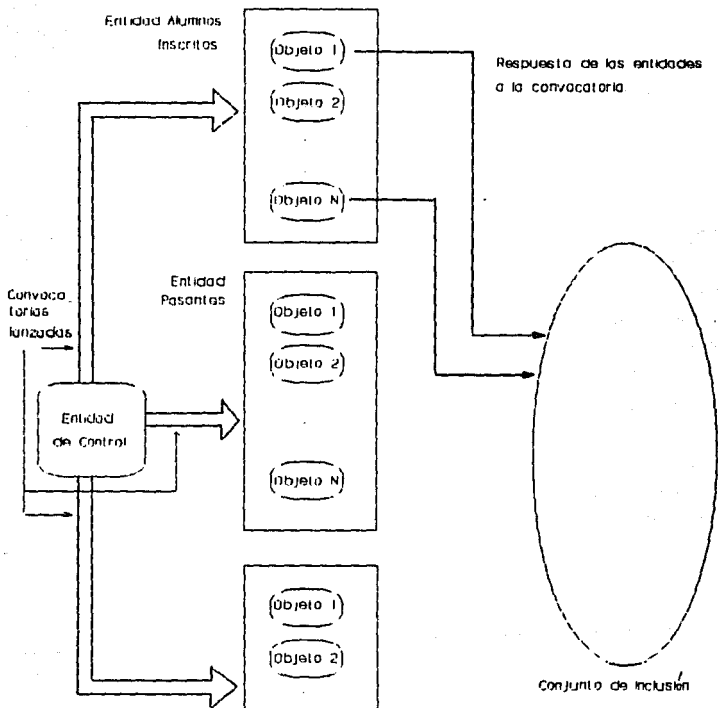 Entidad Alumnos
Inscritos
Objeto 1
Objeto 2
Objeto N
Respuesta de las entidades
a la convocatoria
Entidad
Pasantes
Objeto 1
Objeto 2
Objeto N
Convoca
torias
lanzadas
Entidad
de Control
Objeto 1
Objeto 2
Conjunto de Inclusión